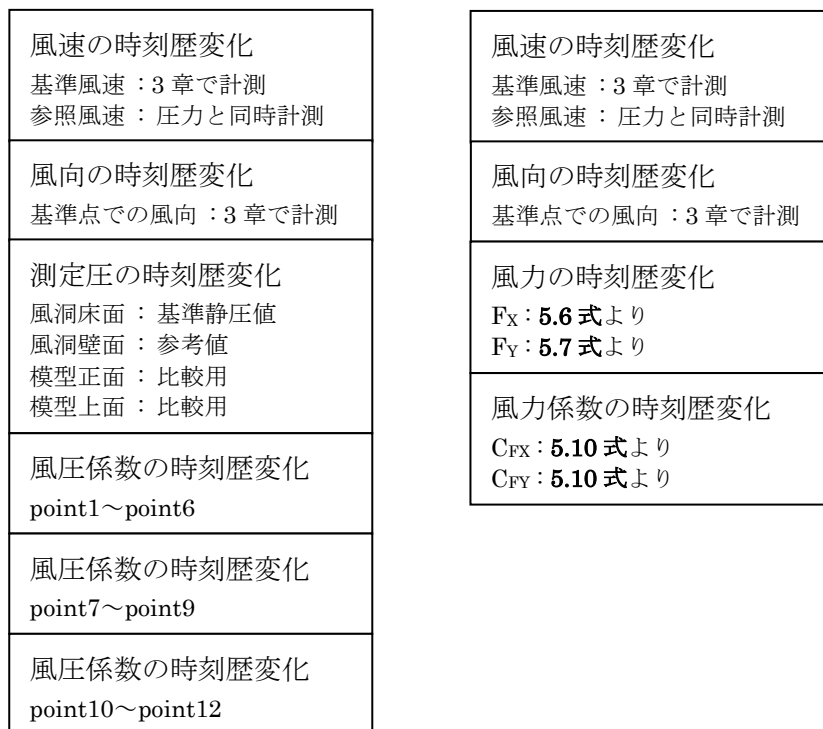 風速の時刻歴変化
基準風速：3 章で計測
参照風速： 圧力と同時計測
風向の時刻歴変化
基準点での風向：3 章で計測
測定圧の時刻歴変化
風洞床面： 基準静圧値
風洞壁面： 参考値
模型正面： 比較用
模型上面： 比較用
風圧係数の時刻歴変化
point1～point6
風圧係数の時刻歴変化
point7～point9
風圧係数の時刻歴変化
point10～point12
風速の時刻歴変化
基準風速：3 章で計測
参照風速： 圧力と同時計測
風向の時刻歴変化
基準点での風向：3 章で計測
風力の時刻歴変化
FX：5.6 式より
FY：5.7 式より
風力係数の時刻歴変化
CFX：5.10 式より
CFY：5.10 式より